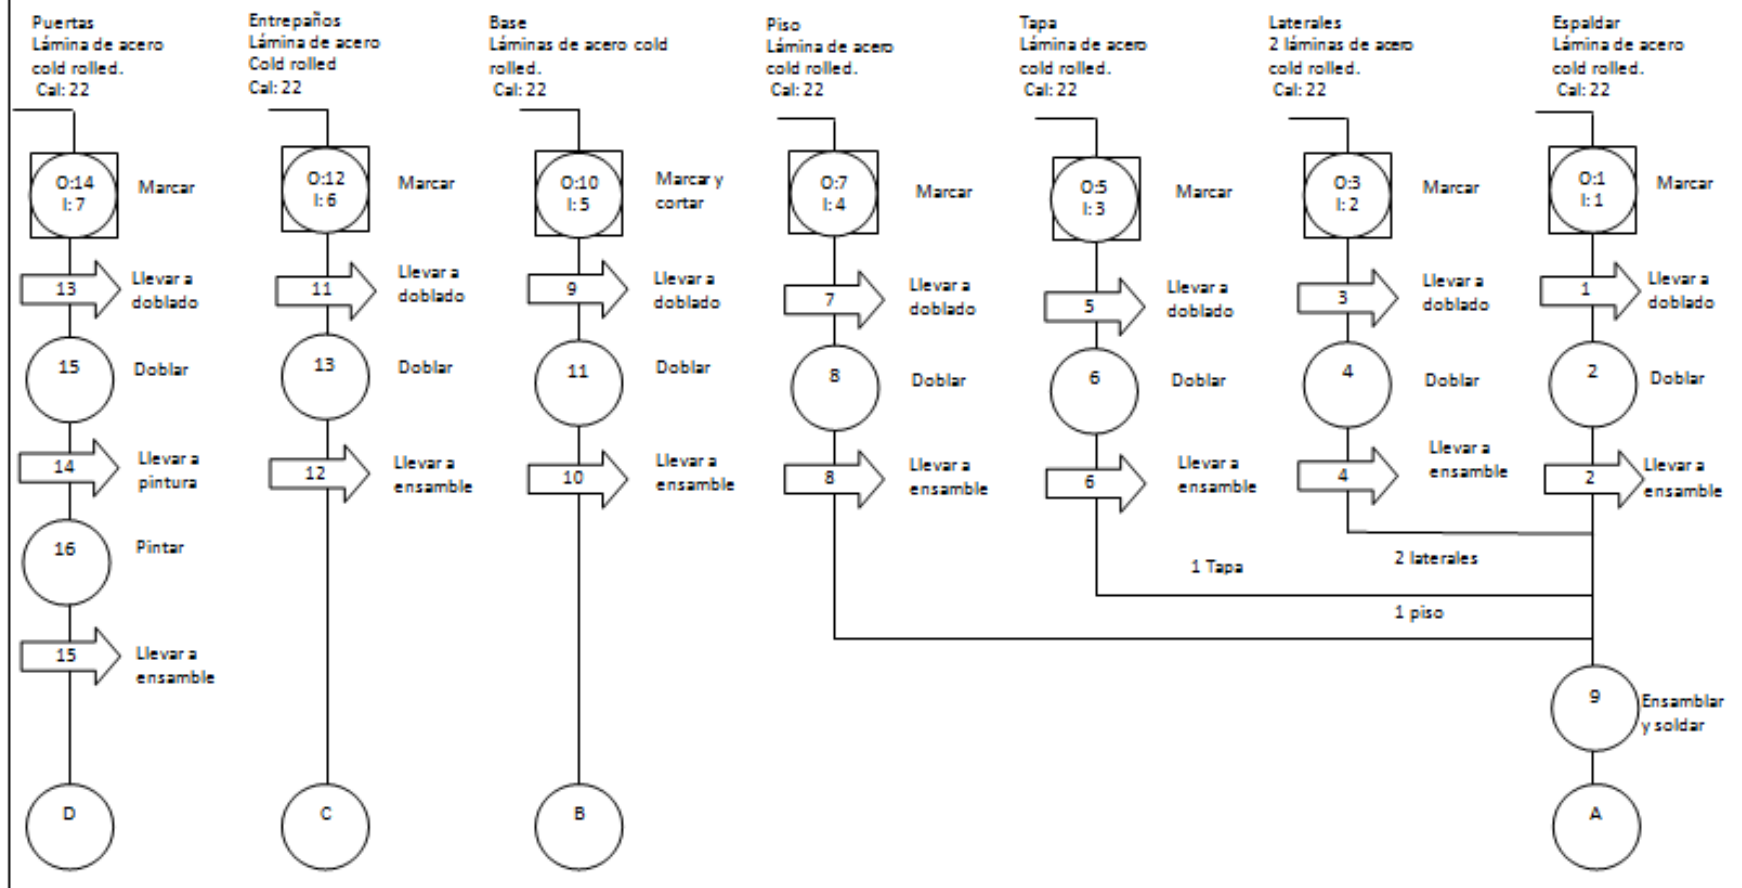 Puertas
Lámina de acero
cold rolled.
Cal: 22
Entrepaños
Lámina de acero
Cold rolled
Cal: 22
Base
Láminas de acero cold
rolled.
Cal: 22
Piso
Lámina de acero
cold rolled.
Cal: 22
Tapa
Lámina de acero
cold rolled.
Cal: 22
Laterales
2 láminas de acero
cold rolled.
Cal: 22
Espaldar
Lámina de acero
cold rolled.
Cal: 22
O:14
I: 7
Marcar
O:12
I: 6
Marcar
O:10
I: 5
Marcar y
cortar
O:7
I: 4
Marcar
O:5
I: 3
Marcar
O:3
I: 2
Marcar
O:1
I: 1
Marcar
13
Llevar a
doblado
11
Llevar a
doblado
9
Llevar a
doblado
7
Llevar a
doblado
5
Llevar a
doblado
3
Llevar a
doblado
1
Llevar a
doblado
15
Doblar
13
Doblar
11
Doblar
8
Doblar
6
Doblar
4
Doblar
2
Doblar
14
Llevar a
pintura
12
Llevar a
ensamble
10
Llevar a
ensamble
8
Llevar a
ensamble
6
Llevar a
ensamble
4
Llevar a
ensamble
2
Llevar a
ensamble
16
Pintar
1 Tapa
2 laterales
1 piso
15
Llevar a
ensamble
9
Ensamblar
y soldar
D
C
B
A